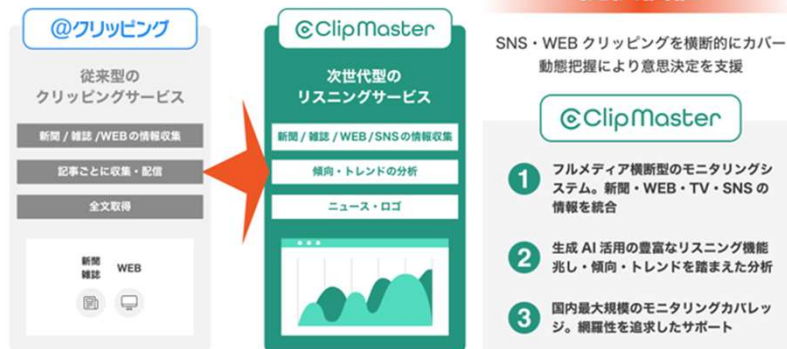 @クリッピング
従来型の
クリッピングサービス
新聞 / 雑誌 /WEBの情報収集
記事ごとに収集・配信
全文取得
新聞
雑誌
WEB
ClipMaster
次世代型の
リスニングサービス
新聞 / 雑誌 / WEB/SNSの情報収集
傾向・トレンドの分析
ニュース・ロゴ
SNS・WEB クリッピングを横断的にカバー
動態把握により意思決定を支援
ClipMaster
1
フルメディア横断型のモニタリングシ
ステム。新聞・WEB・TV・SNS の
情報を統合
2
生成 AI 活用の豊富なリスニング機能
兆し・傾向・トレンドを踏まえた分析
3
国内最大規模のモニタリングカバレッ
ジ。網羅性を追求したサポート